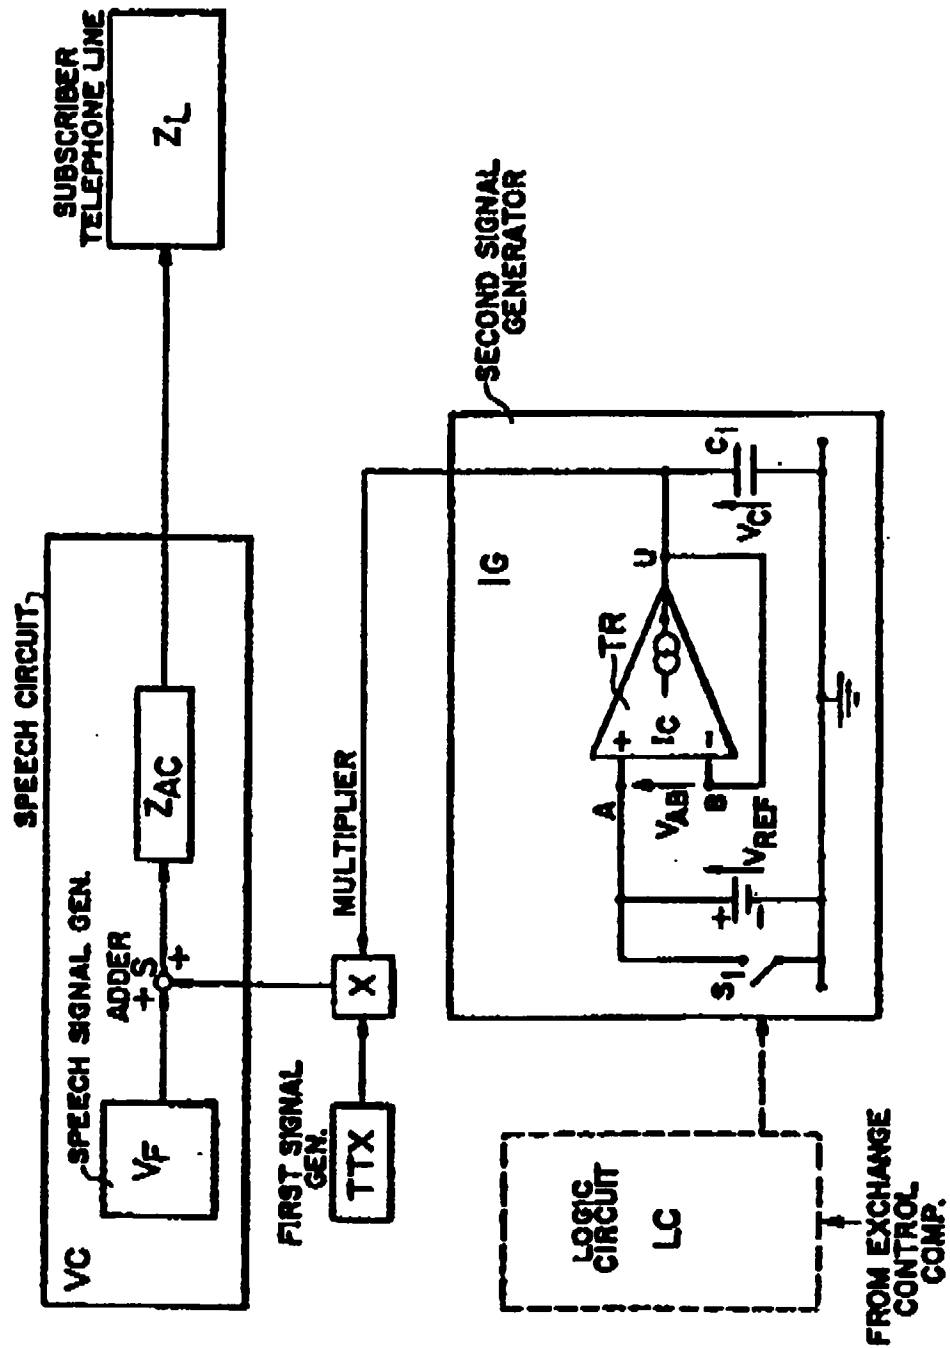 SPEECH CIRCUIT
SUBSCRIBER
TELEPHONE LINE
VC
SPEECH SIGNAL GEN.
VF
ADDER
+
S
+
ZAC
ZL
FIRST SIGNAL
GEN.
TTX
MULTIPLIER
X
SECOND SIGNAL
GENERATOR
IG
LOGIC
CIRCUIT
LC
FROM EXCHANGE
CONTROL
COMP.
S1
+
-
VREF
A
VAB
B
+
IC
-
TR
U
VC1
C1